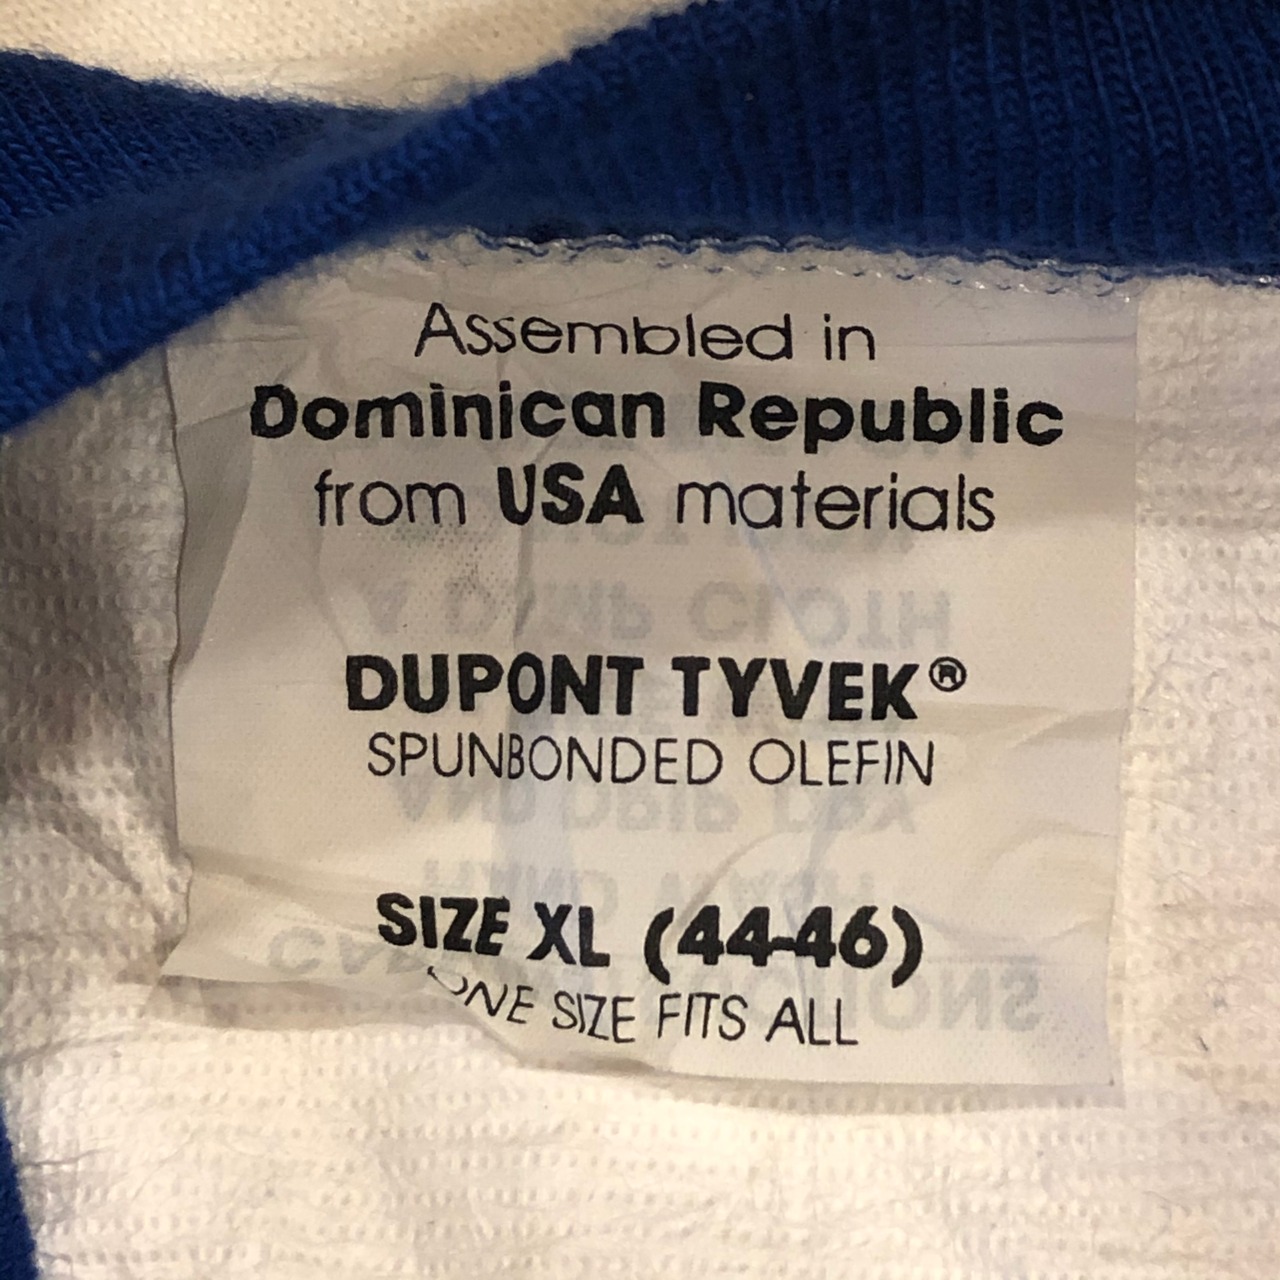 Assembled in
Dominican Republic
from USA materials
DUPONT TYVEK®
SPUNBONDED OLEFIN
SIZE XL (44-46)
ONE SIZE FITS ALL